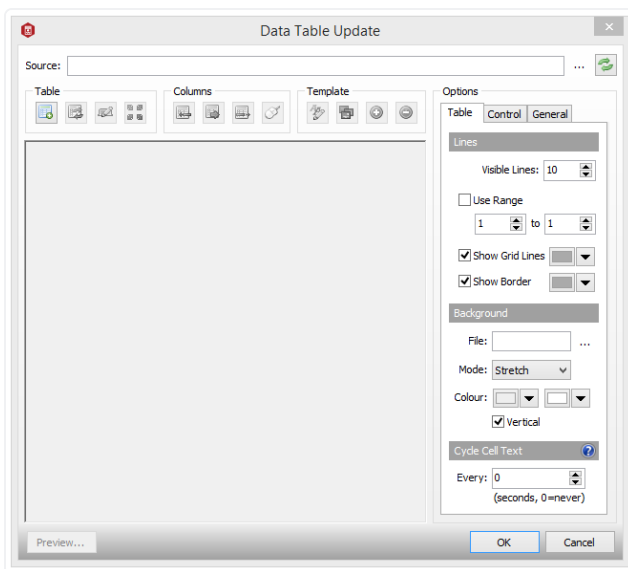 Data Table Update
Source:
...
Table
Columns
Template
Options
Table Control General
Lines
Visible Lines: 10
Use Range
1 to 1
Show Grid Lines
Show Border
Background
File: ...
Mode: Stretch
Colour:
Vertical
Cycle Cell Text
Every: 0
(seconds, 0=never)
Preview...
OK
Cancel